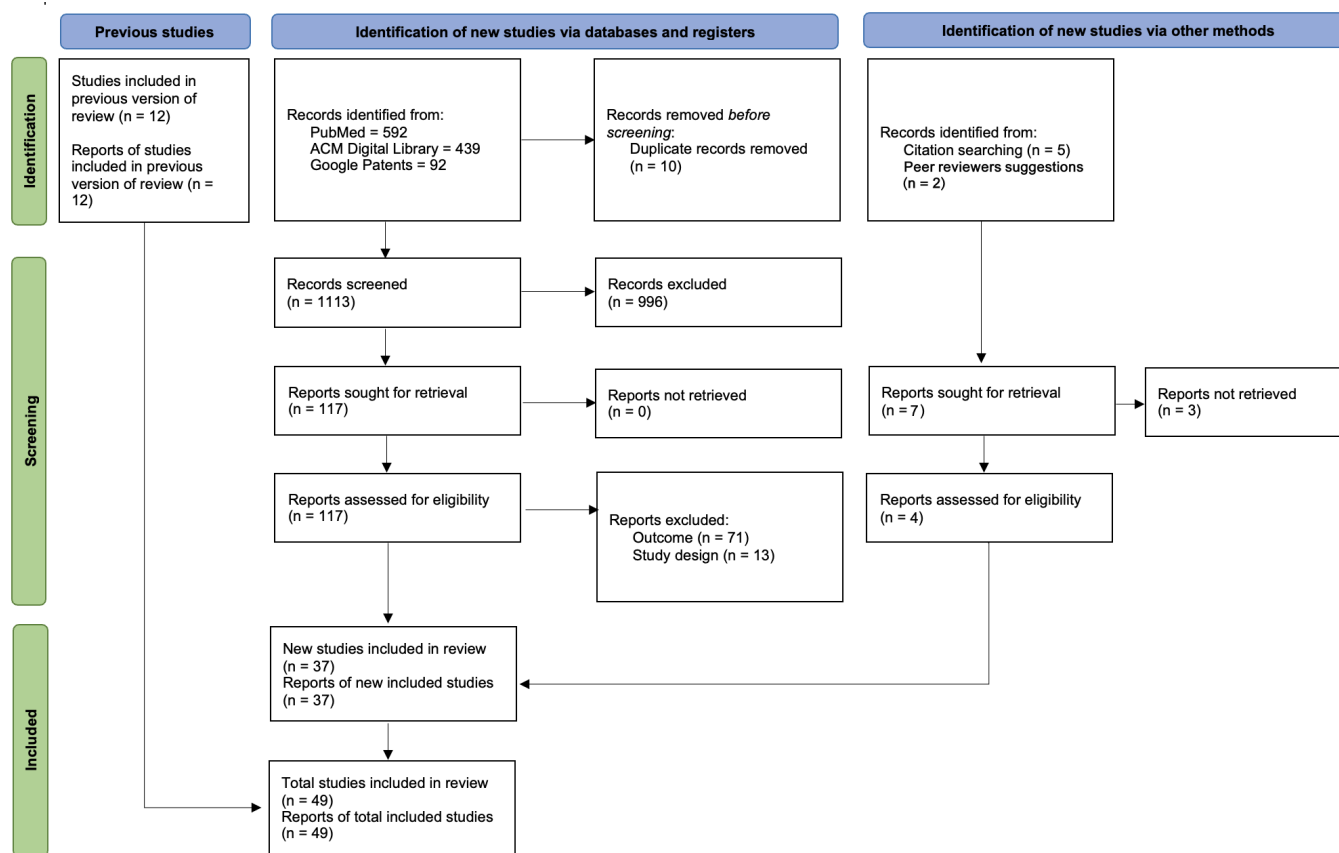 Previous studies
Identification of new studies via databases and registers
Identification of new studies via other methods
Identification
Studies included in
previous version of
review (n = 12)
Reports of studies
included in previous
version of review (n =
12)
Records identified from:
PubMed = 592
ACM Digital Library = 439
Google Patents = 92
Records removed before
screening:
Duplicate records removed
(n = 10)
Records identified from:
Citation searching (n = 5)
Peer reviewers suggestions
(n = 2)
Screening
Records screened
(n = 1113)
Records excluded
(n = 996)
Reports sought for retrieval
(n = 117)
Reports not retrieved
(n = 0)
Reports sought for retrieval
(n = 7)
Reports not retrieved
(n = 3)
Reports assessed for eligibility
(n = 117)
Reports excluded:
Outcome (n = 71)
Study design (n = 13)
Reports assessed for eligibility
(n = 4)
Included
New studies included in review
(n = 37)
Reports of new included studies
(n = 37)
Total studies included in review
(n = 49)
Reports of total included studies
(n = 49)